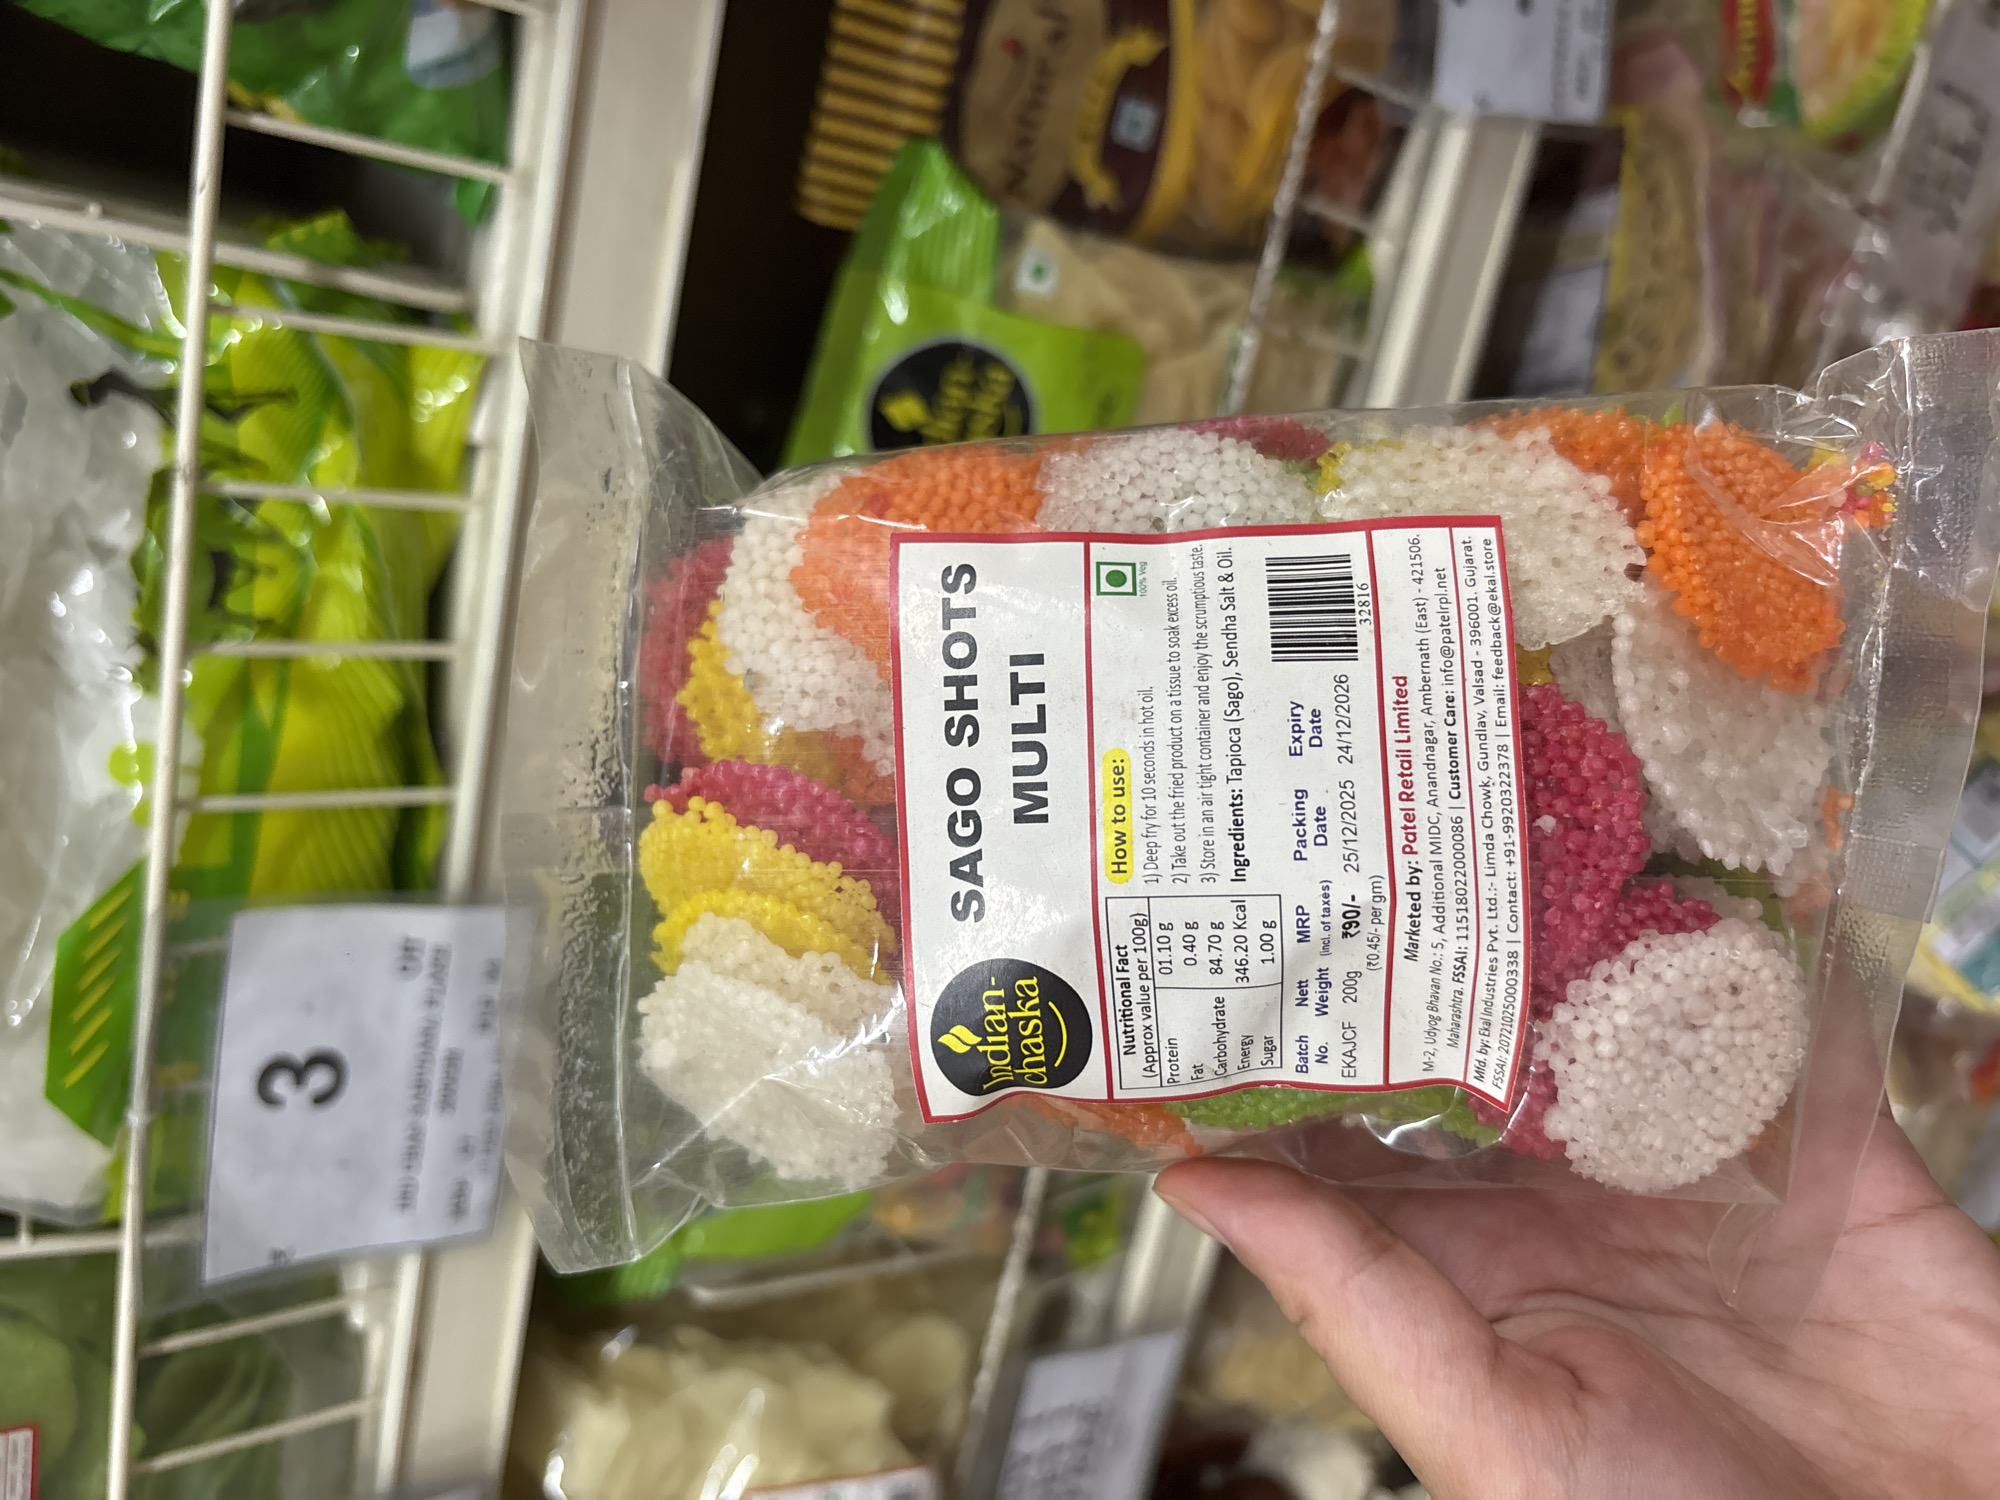 Indian-
chaska
SAGO SHOTS
MULTI
Nutritional Fact
(Approx value per 100g)
Protein 01.10 g
Fat 0.40 g
Carbohydrate 84.70 g
Energy 346.20 Kcal
Sugar 1.00 g
How to use:
100% Veg
1) Deep fry for 10 seconds in hot oil.
2) Take out the fried product on a tissue to soak excess oil.
3) Store in an air tight container and enjoy the scrumptious taste.
Ingredients: Tapioca (Sago), Sendha Salt & Oil.
Batch No. Nett Weight MRP (incl. of taxes) Packing Date Expiry Date
EKAJCF 200g ₹90/- 25/12/2025 24/12/2026
(₹0.45/- per gm)
32816
Marketed by: Patel Retail Limited
M-2, Udyog Bhavan No.: 5, Additional MIDC, Anandnagar, Ambernath (East) - 421506.
Maharashtra. FSSAI: 11518022000086 | Customer Care: info@patelrpl.net
Mfd. by: Ekal Industries Pvt. Ltd.:- Limda Chowk, Gundlav, Valsad - 396001. Gujarat.
FSSAI: 20721025000338 | Contact: +91-9920322378 | Email: feedback@ekal.store
3